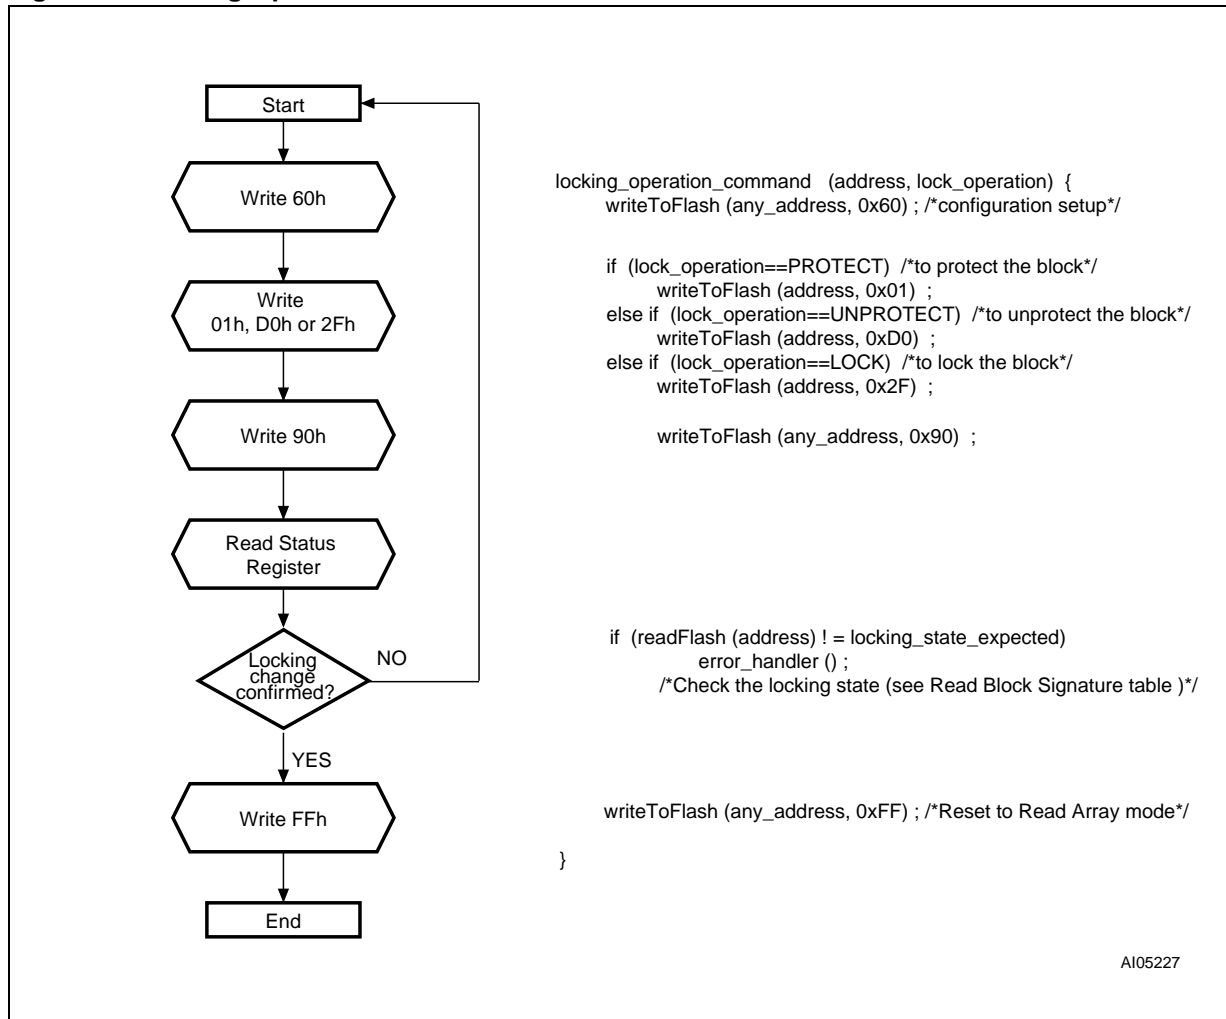 Start
Write 60h
Write
01h, D0h or 2Fh
Write 90h
Read Status
Register
Locking
change
confirmed?
NO
YES
Write FFh
End
locking_operation_command (address, lock_operation) {
writeToFlash (any_address, 0x60) ; /*configuration setup*/
if (lock_operation==PROTECT) /*to protect the block*/
writeToFlash (address, 0x01) ;
else if (lock_operation==UNPROTECT) /*to unprotect the block*/
writeToFlash (address, 0xD0) ;
else if (lock_operation==LOCK) /*to lock the block*/
writeToFlash (address, 0x2F) ;
writeToFlash (any_address, 0x90) ;
if (readFlash (address) ! = locking_state_expected)
error_handler () ;
/*Check the locking state (see Read Block Signature table )*/
writeToFlash (any_address, 0xFF) ; /*Reset to Read Array mode*/
}
AI05227